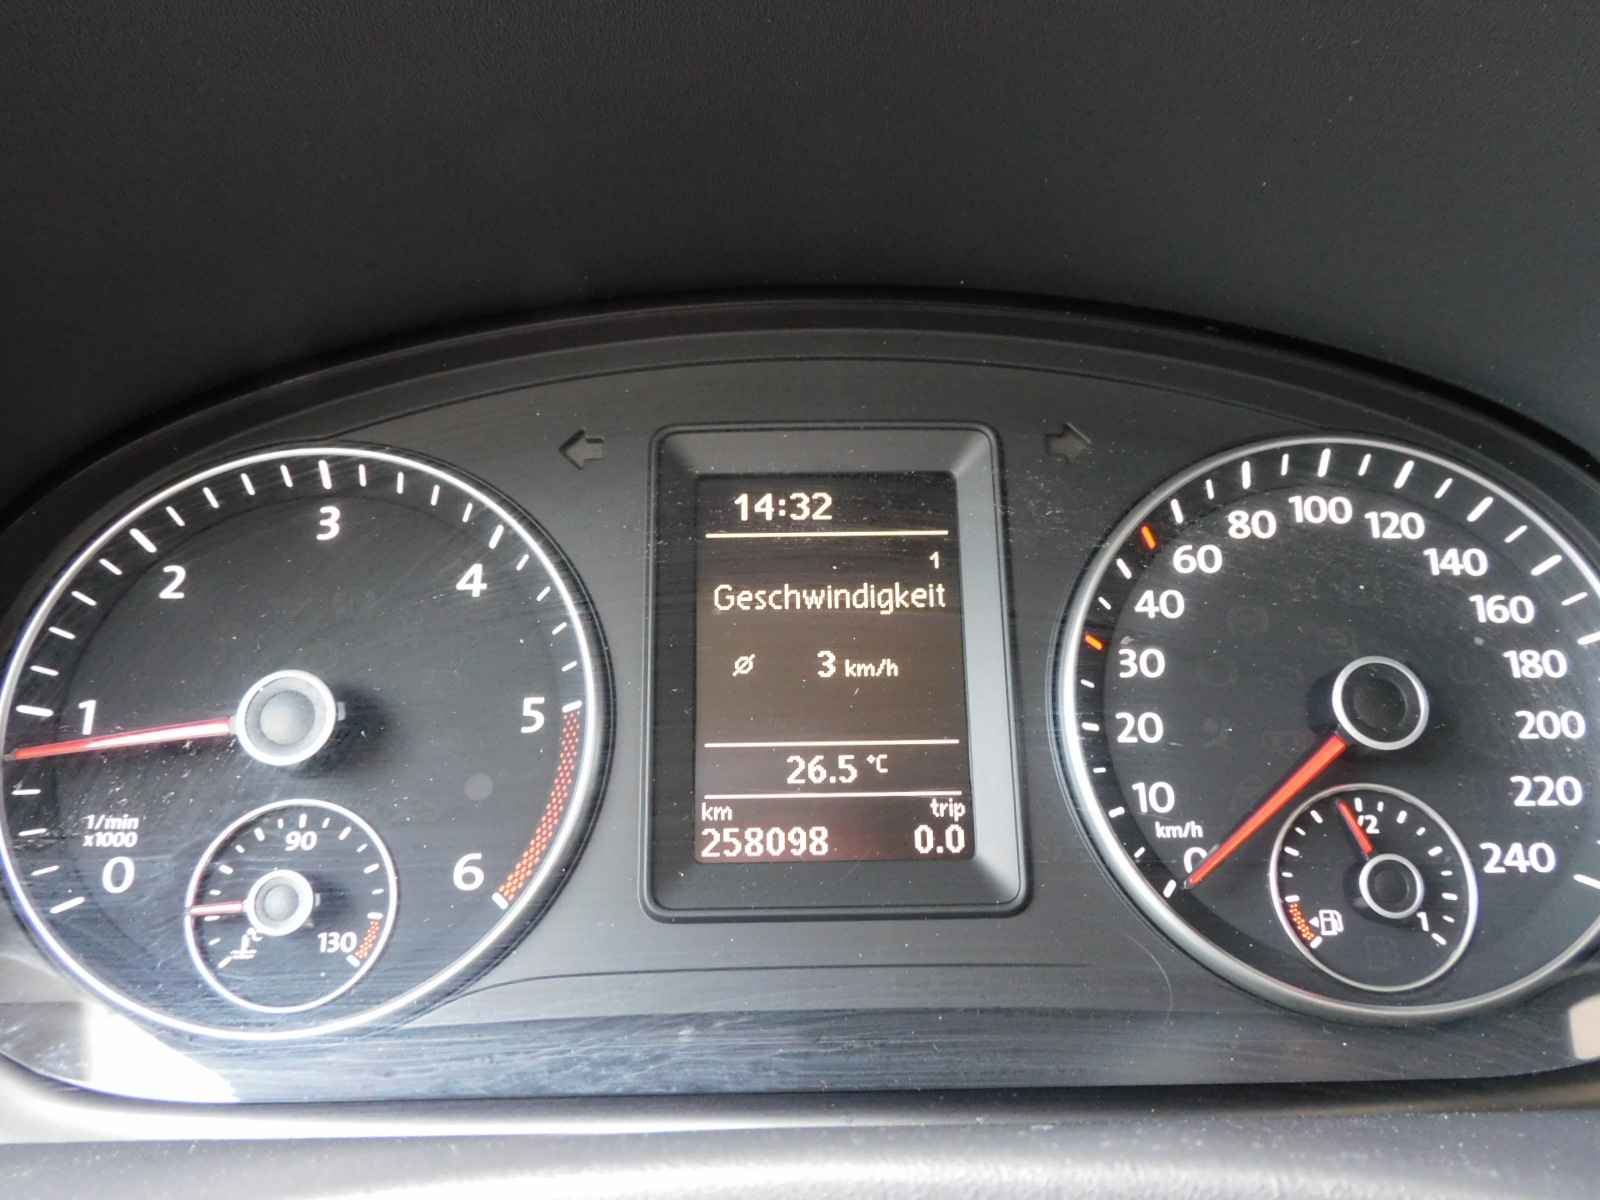 14:32
1
Geschwindigkeit
ø 3 km/h
26.5 °C
km trip
258098 0.0
0 1 2 3 4 5 6
1/min
x1000
90
130
°C
0 10 20 30 40 60 80 100 120 140 160 180 200 220 240
km/h
1/2
1